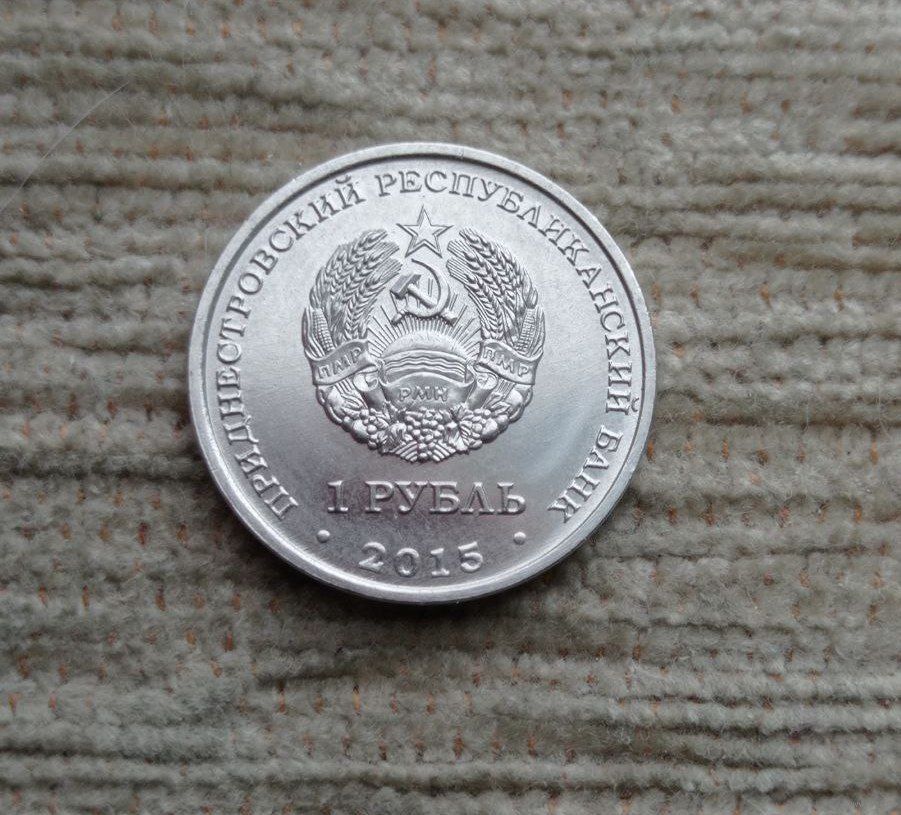 ПРИДНЕСТРОВСКИЙ РЕСПУБЛИКАНСКИЙ БАНК
ПМР
ПМР
РМН
1 РУБЛЬ
• 2015 •